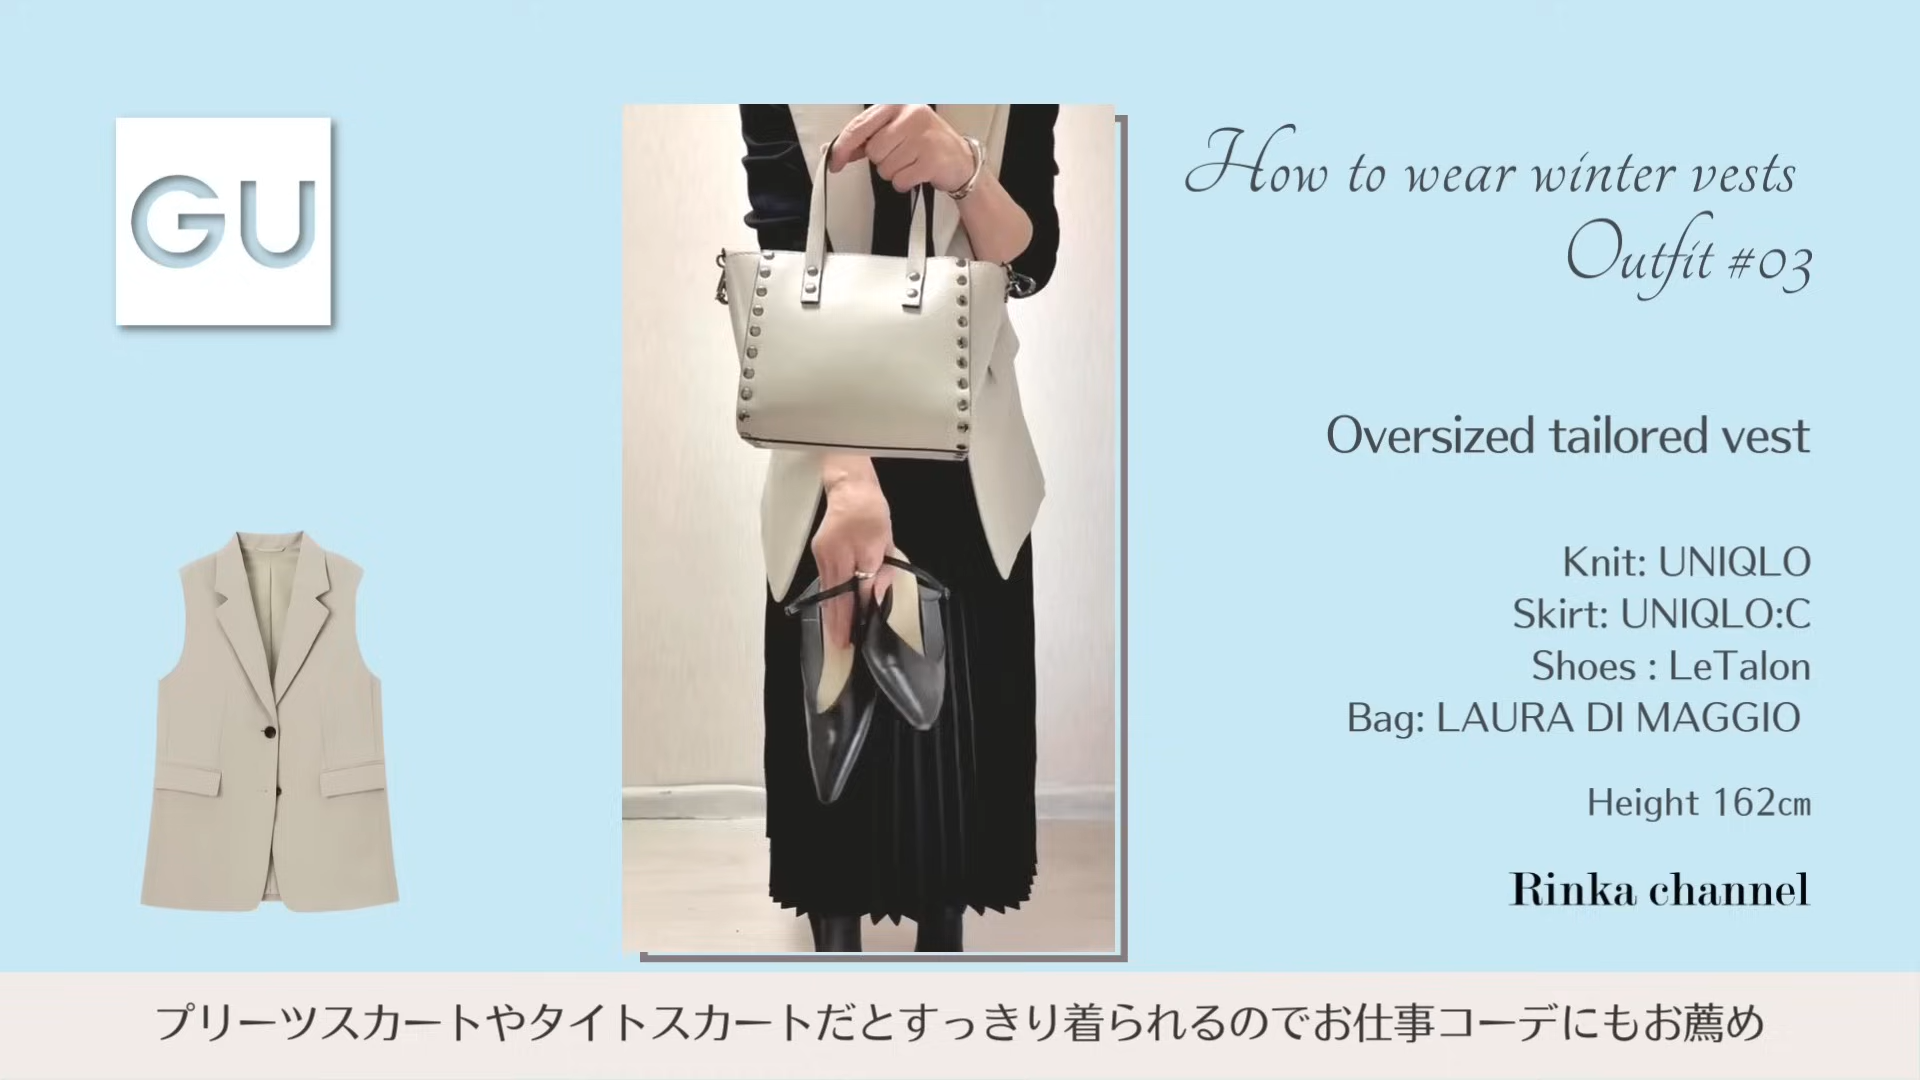 GU
How to wear winter vests
Outfit #03
Oversized tailored vest
Knit: UNIQLO
Skirt: UNIQLO:C
Shoes : LeTalon
Bag: LAURA DI MAGGIO
Height 162cm
Rinka channel
プリーツスカートやタイトスカートだとすっきり着られるのでお仕事コーデにもお薦め